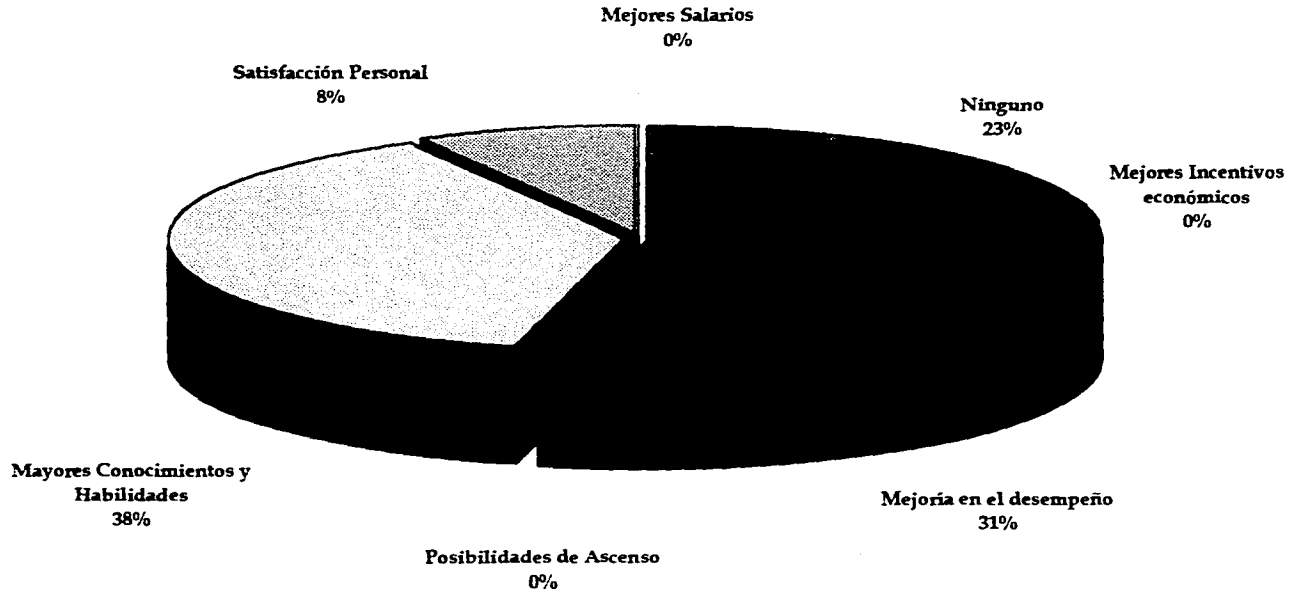 Mejores Salarios
0%
Satisfacción Personal
8%
Ninguno
23%
Mejores Incentivos
económicos
0%
Mayores Conocimientos y
Habilidades
38%
Mejoría en el desempeño
31%
Posibilidades de Ascenso
0%